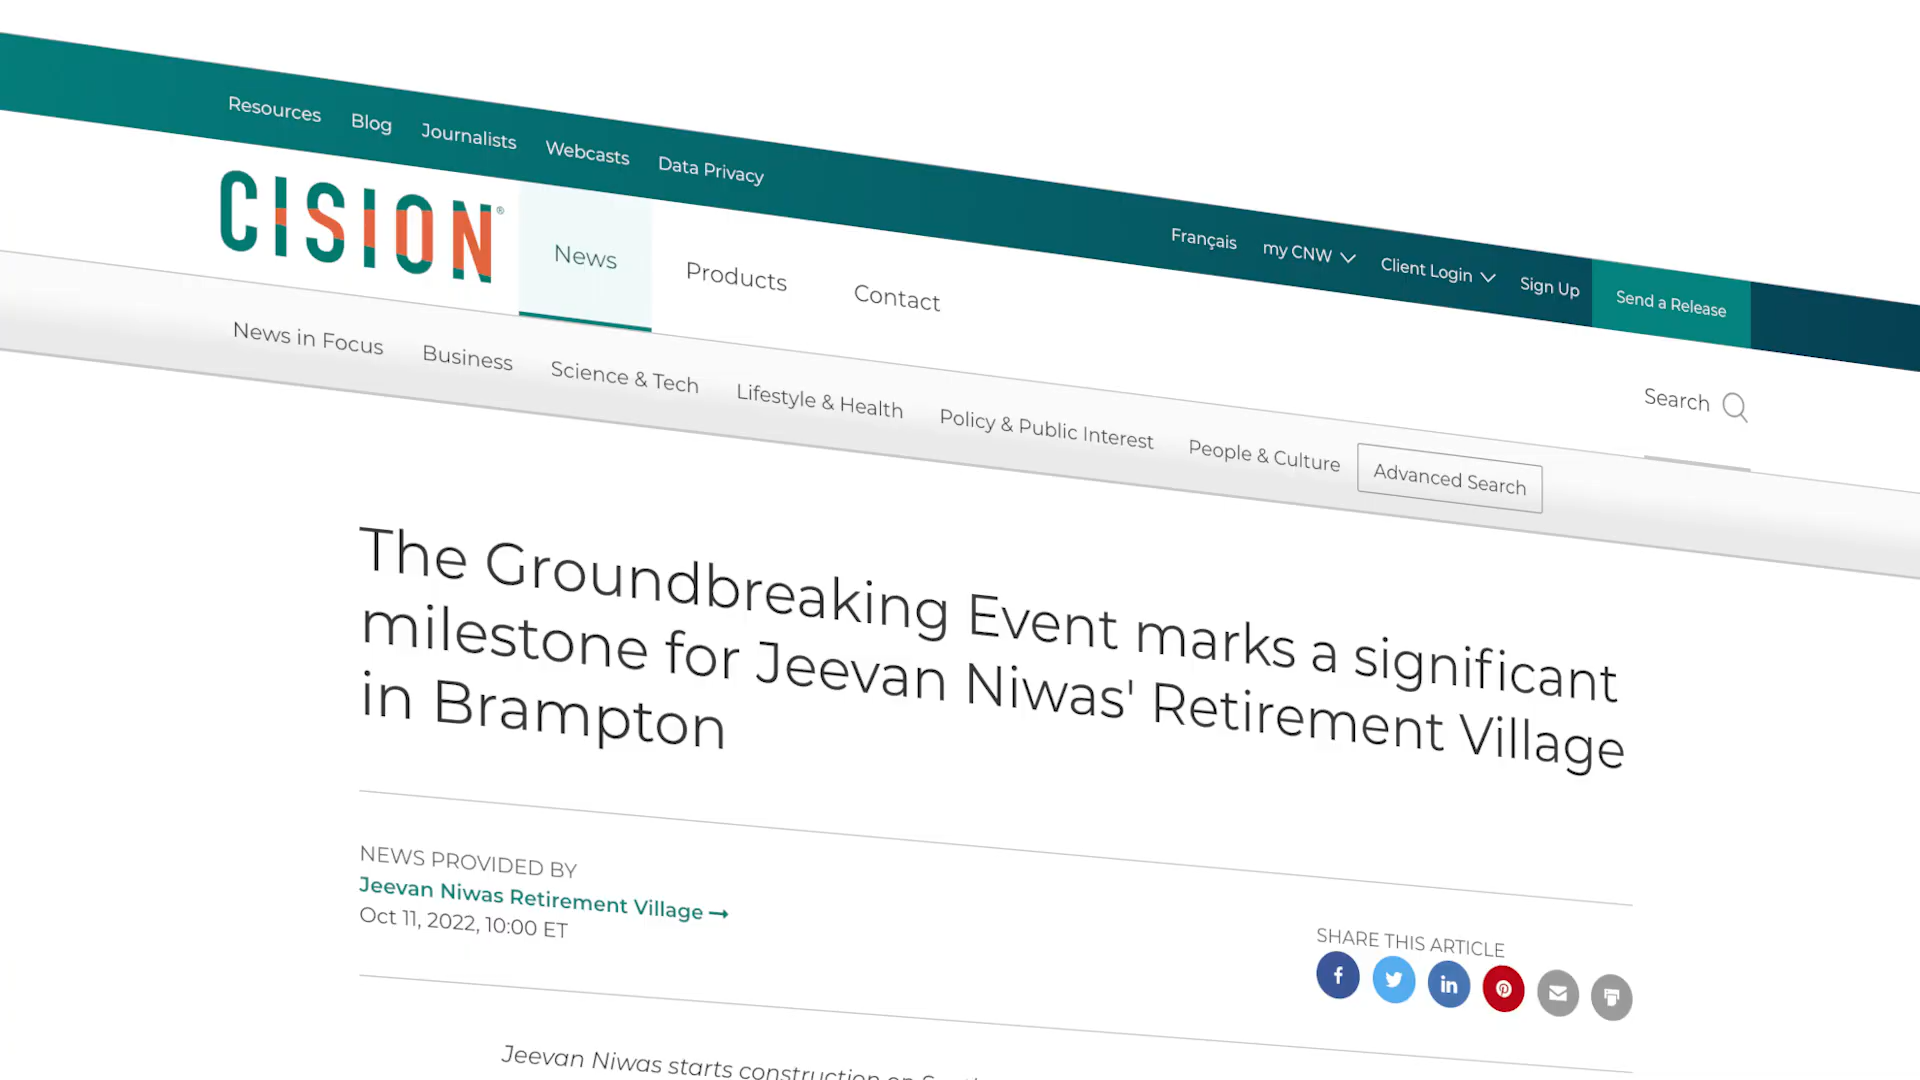 Resources Blog Journalists Webcasts Data Privacy
Français my CNW Client Login Sign Up Send a Release
CISION®
News Products Contact
Search
News in Focus Business Science & Tech Lifestyle & Health Policy & Public Interest People & Culture Advanced Search
The Groundbreaking Event marks a significant
milestone for Jeevan Niwas' Retirement Village
in Brampton
NEWS PROVIDED BY
Jeevan Niwas Retirement Village
Oct 11, 2022, 10:00 ET
SHARE THIS ARTICLE
Jeevan Niwas starts construction on